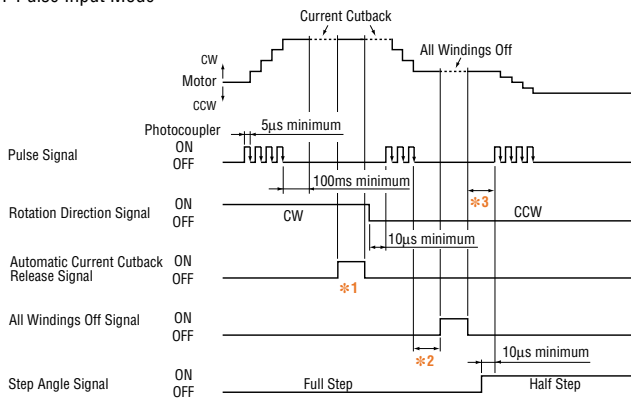 1-Pulse Input Mode
Current Cutback
All Windings Off
CW
Motor
CCW
Photocoupler
5μs minimum
Pulse Signal
ON
OFF
100ms minimum
✽3
Rotation Direction Signal
ON
OFF
CW
CCW
10μs minimum
Automatic Current Cutback
Release Signal
ON
OFF
✽1
All Windings Off Signal
ON
OFF
✽2
10μs minimum
Step Angle Signal
ON
OFF
Full Step
Half Step